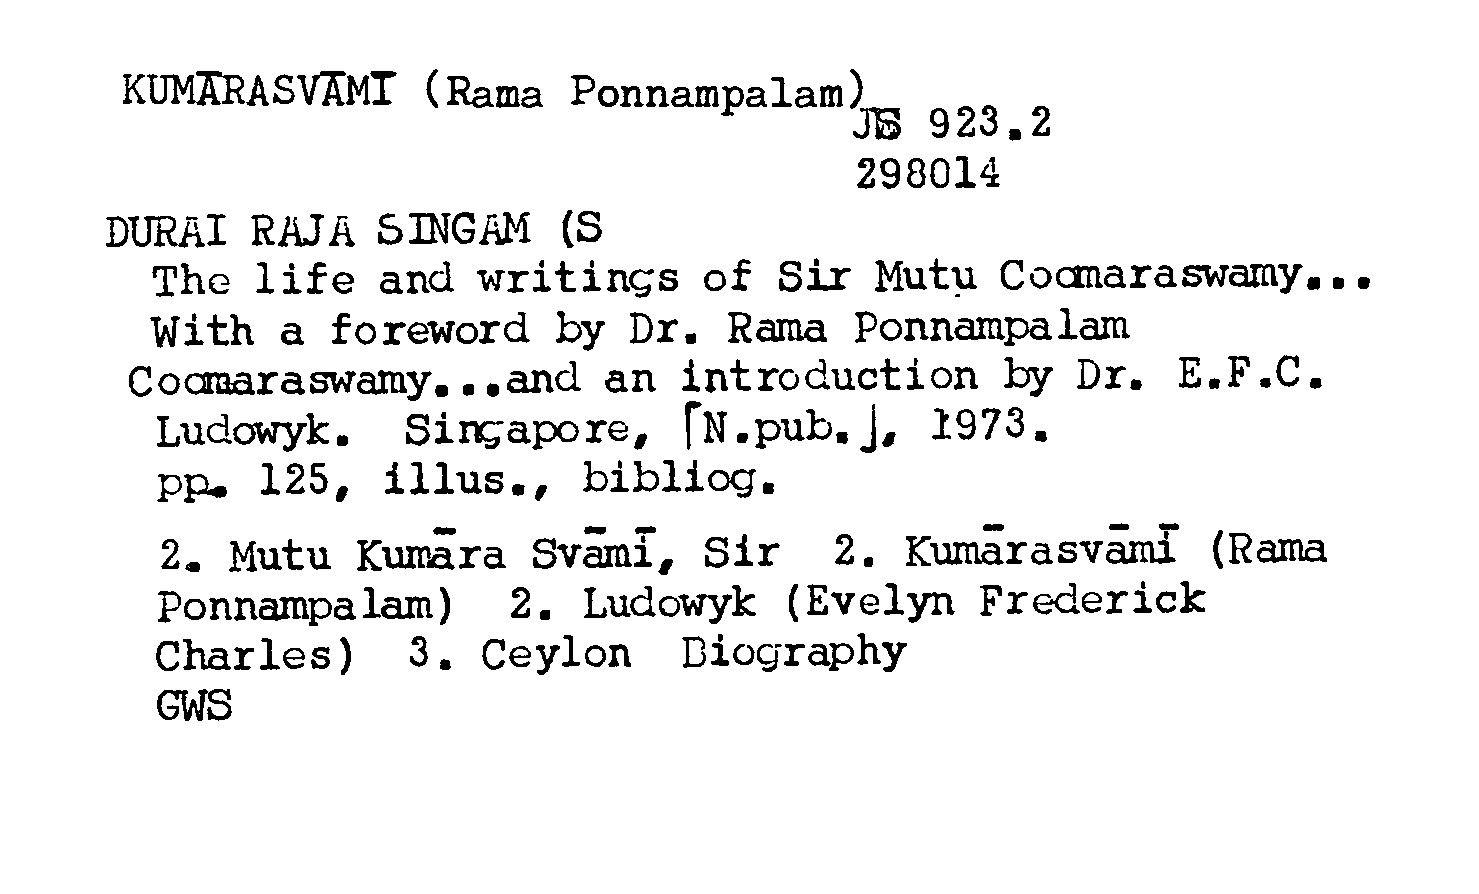 KUMĀRASVĀMĪ (Rama Ponnampalam)
923.2
298014
DURAI RAJA SINGAM (S
The life and writings of Sir Mutu Coomaraswamy...
With a foreword by Dr. Rama Ponnampalam
Coomaraswamy...and an introduction by Dr. E.F.C.
Ludowyk. Singapore, ⌈N.pub.⌋, 1973.
pp. 125, illus., bibliog.
2. Mutu Kumāra Svāmī, Sir 2. Kumārasvāmī (Rama
Ponnampalam) 2. Ludowyk (Evelyn Frederick
Charles) 3. Ceylon Biography
GWS